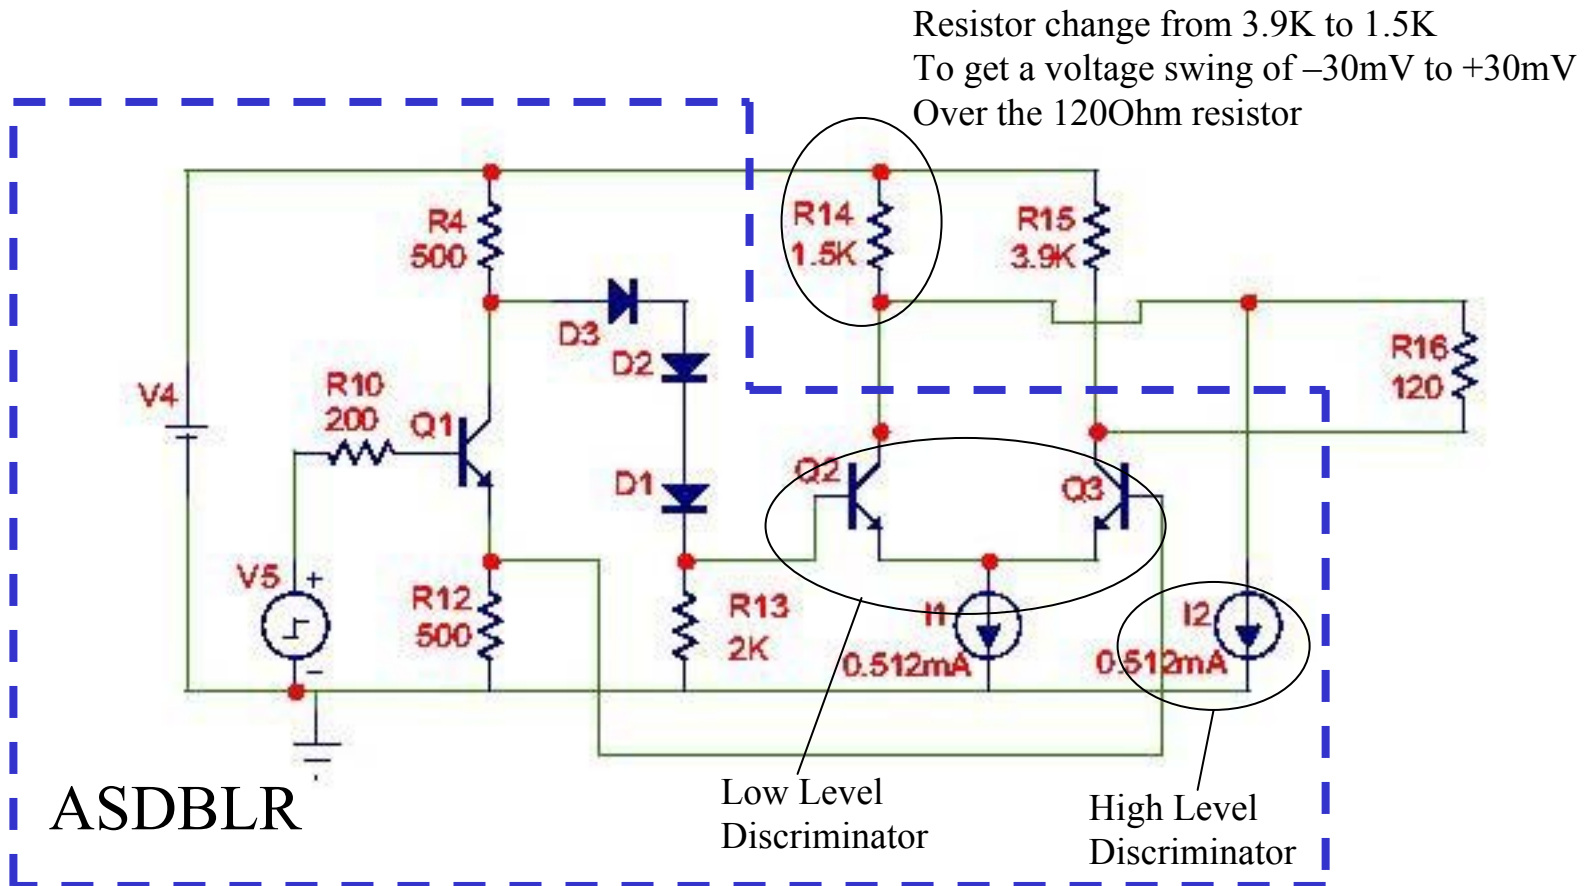 Resistor change from 3.9K to 1.5K
To get a voltage swing of –30mV to +30mV
Over the 120Ohm resistor
R4
500
R14
1.5K
R15
3.9K
D3
D2
R16
120
V4
R10
200
Q1
D1
Q2
Q3
V5
+
–
R12
500
R13
2K
I1
0.512mA
I2
0.512mA
ASDBLR
Low Level
Discriminator
High Level
Discriminator